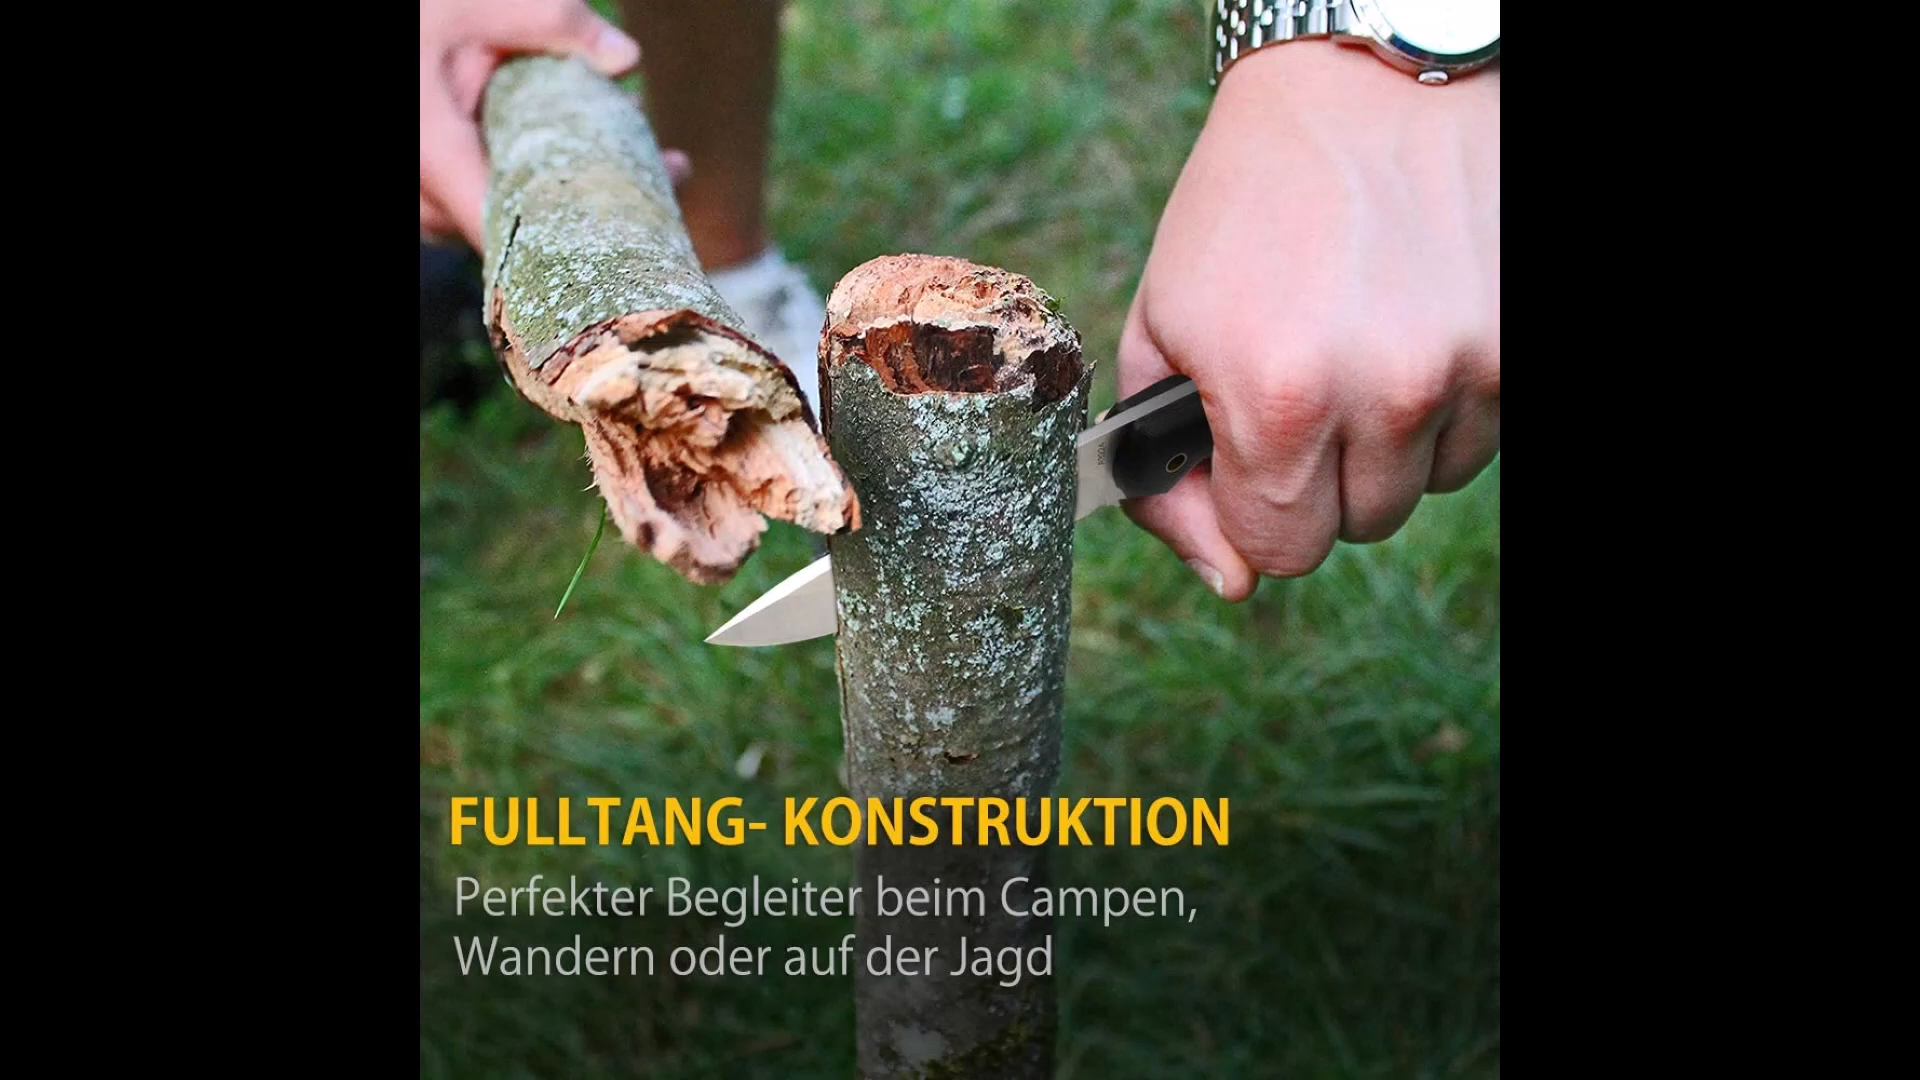 FULLTANG- KONSTRUKTION
Perfekter Begleiter beim Campen,
Wandern oder auf der Jagd